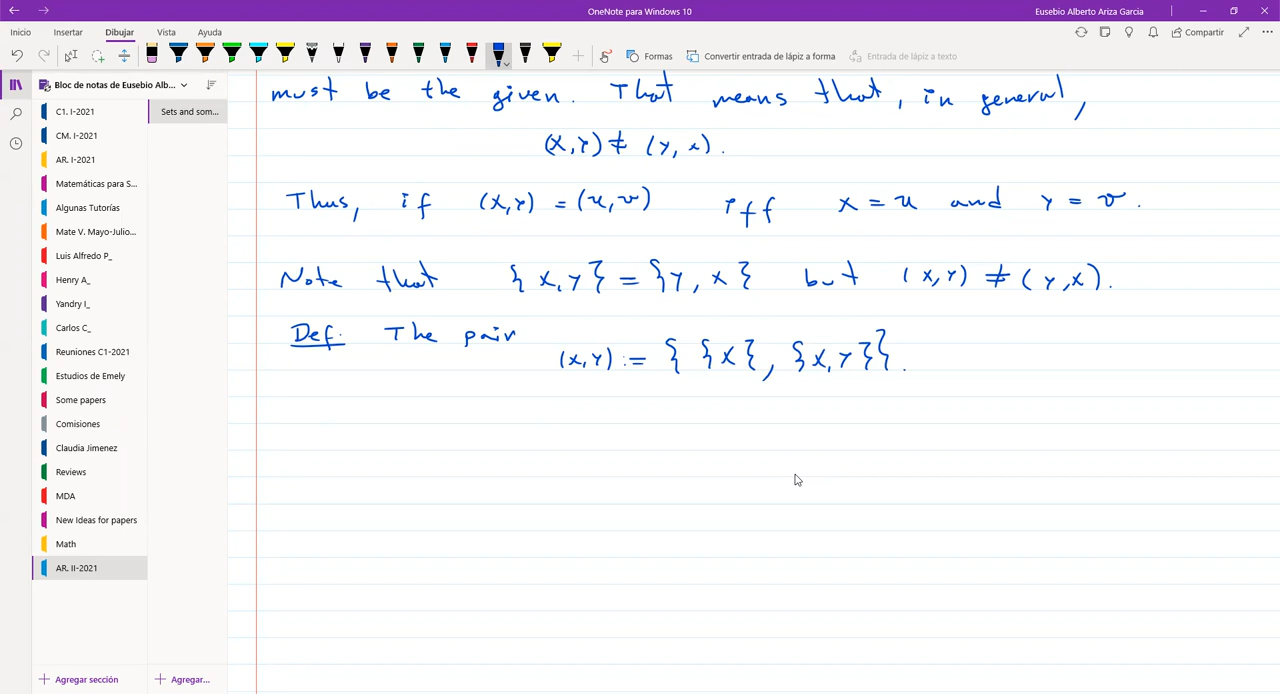 OneNote para Windows 10
Eusebio Alberto Ariza Garcia
Inicio
Insertar
Dibujar
Vista
Ayuda
Compartir
Formas
Convertir entrada de lápiz a forma
Entrada de lápiz a texto
Bloc de notas de Eusebio Alb...
C1. I-2021
CM. I-2021
AR. I-2021
Matemáticas para S...
Algunas Tutorías
Mate V. Mayo-Julio...
Luis Alfredo P_
Henry A_
Yandry I_
Carlos C_
Reuniones C1-2021
Estudios de Emely
Some papers
Comisiones
Claudia Jimenez
Reviews
MDA
New Ideas for papers
Math
AR. II-2021
Agregar sección
Sets and som...
Agregar...
must be the given. That means that, in general,
(x,y) ≠ (y,x).
Thus, if (x,y) = (u,v) iff x = u and y = v.
Note that {x,y} = {y,x} but (x,y) ≠ (y,x).
Def. The pair
(x,y) := { {x}, {x,y}}.